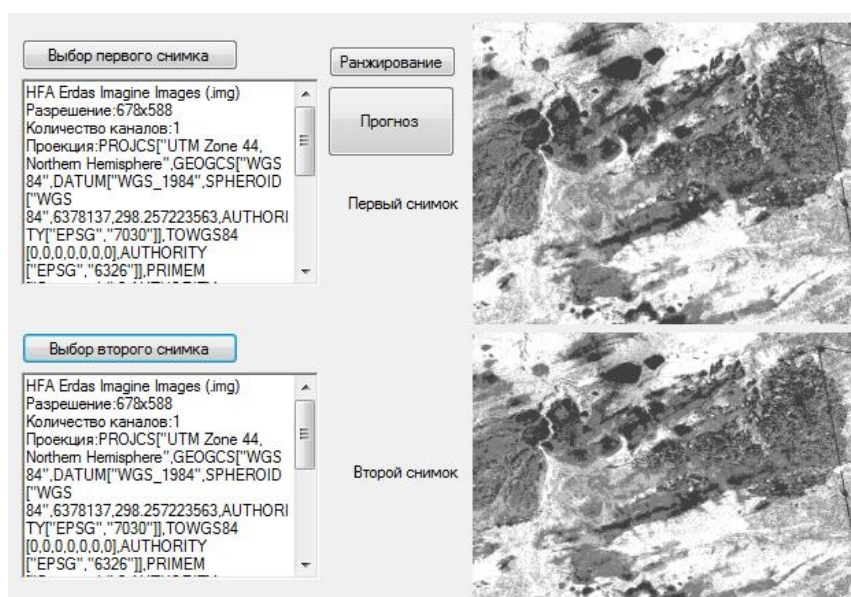 Выбор первого снимка
Ранжирование
HFA Erdas Imagine Images (.img)
Разрешение:678x588
Количество каналов:1
Проекция:PROJCS["UTM Zone 44,
Northern Hemisphere",GEOGCS["WGS
84",DATUM["WGS_1984",SPHEROID
["WGS
84",6378137,298.257223563,AUTHORI
TY["EPSG","7030"]],TOWGS84
[0,0,0,0,0,0,0],AUTHORITY
["EPSG","6326"]],PRIMEM
Прогноз
Первый снимок
Выбор второго снимка
HFA Erdas Imagine Images (.img)
Разрешение:678x588
Количество каналов:1
Проекция:PROJCS["UTM Zone 44,
Northern Hemisphere",GEOGCS["WGS
84",DATUM["WGS_1984",SPHEROID
["WGS
84",6378137,298.257223563,AUTHORI
TY["EPSG","7030"]],TOWGS84
[0,0,0,0,0,0,0],AUTHORITY
["EPSG","6326"]],PRIMEM
Второй снимок